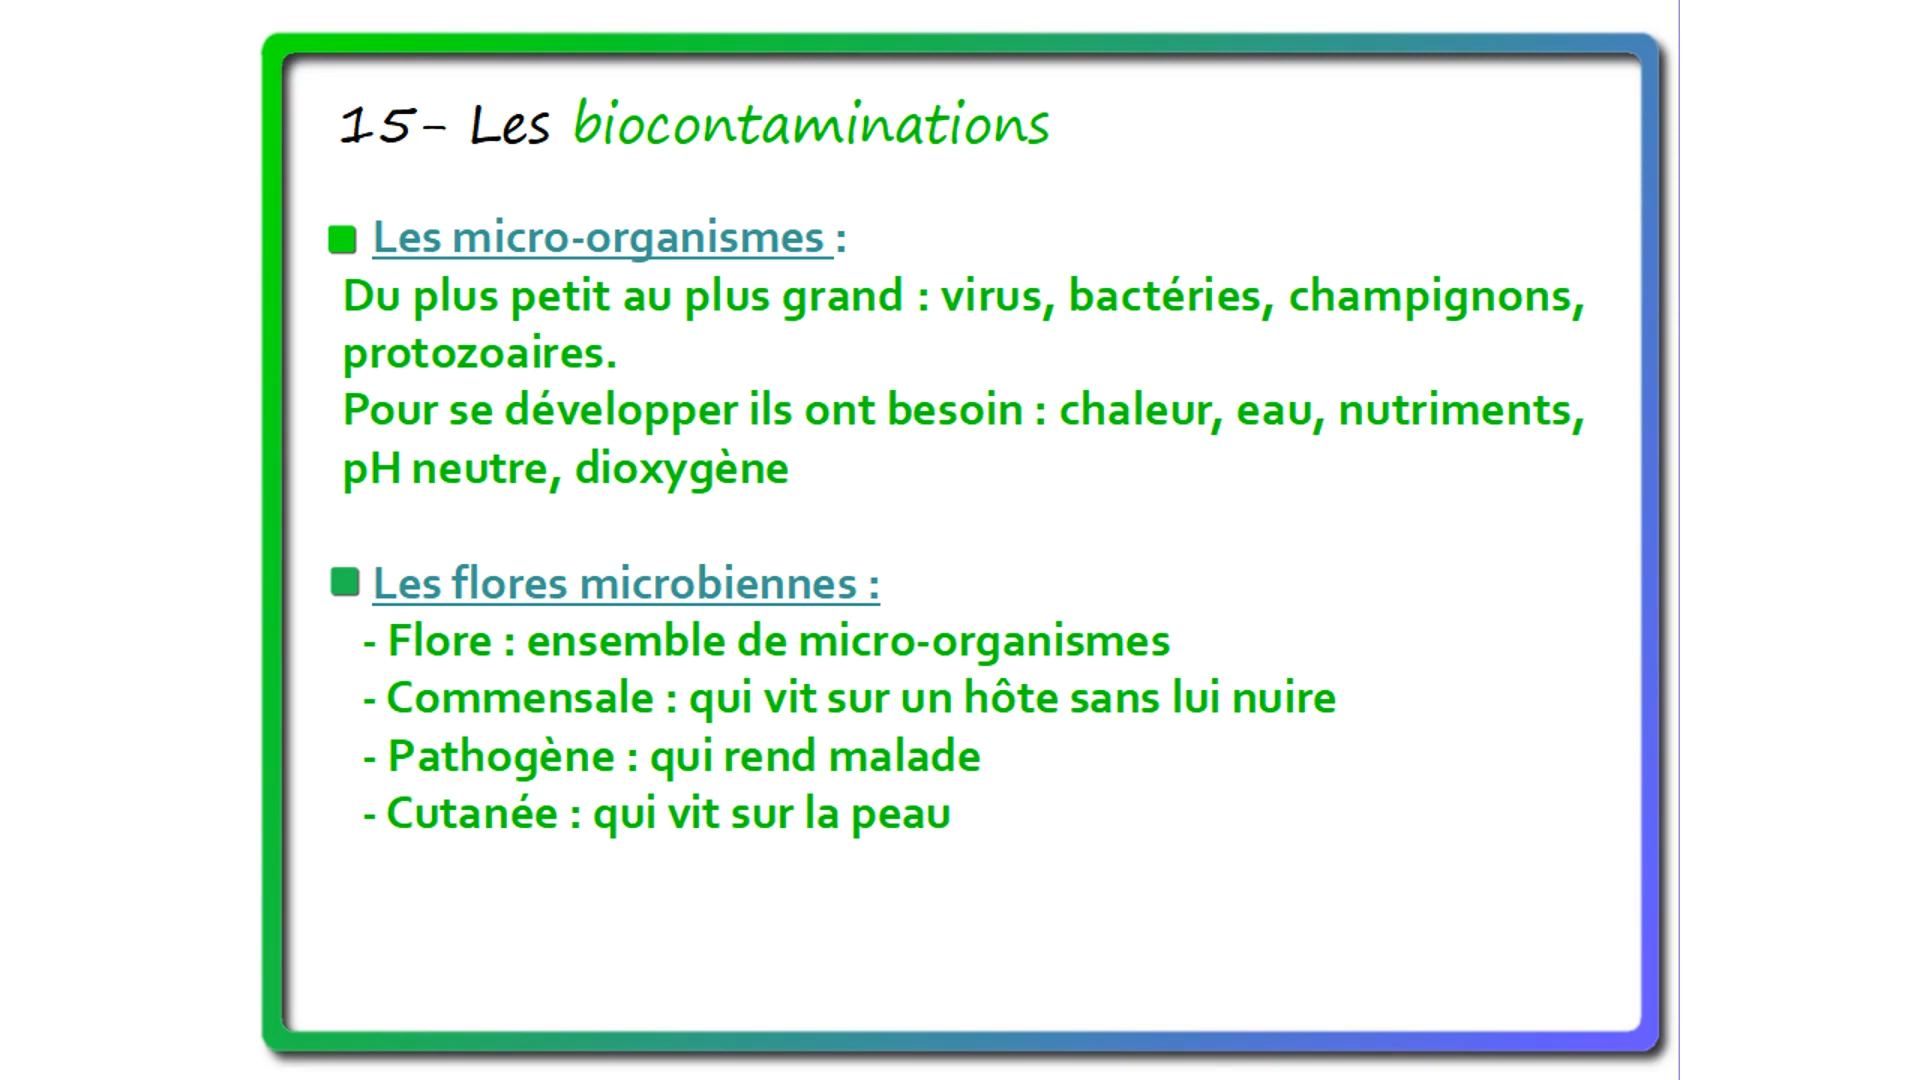 15- Les biocontaminations
Les micro-organismes :
Du plus petit au plus grand : virus, bactéries, champignons,
protozoaires.
Pour se développer ils ont besoin : chaleur, eau, nutriments,
pH neutre, dioxygène
Les flores microbiennes :
- Flore : ensemble de micro-organismes
- Commensale : qui vit sur un hôte sans lui nuire
- Pathogène : qui rend malade
- Cutanée : qui vit sur la peau